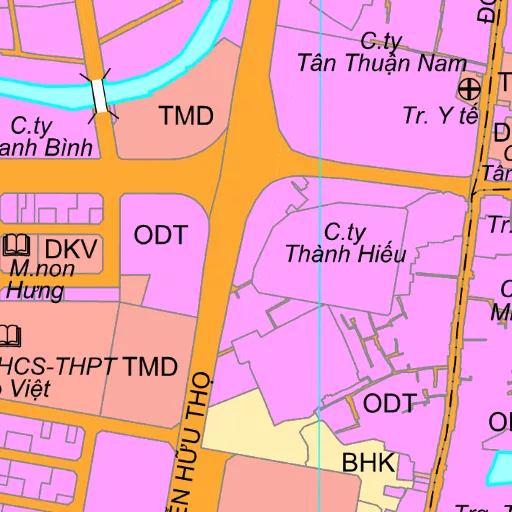 C.ty
Tân Thuận Nam
TMD
Tr. Y tế
C.ty
anh Bình
ODT
C.ty
Thành Hiếu
DKV
M.non
Hưng
HCS-THPT
Việt
TMD
ODT
BHK
HỮU THỌ